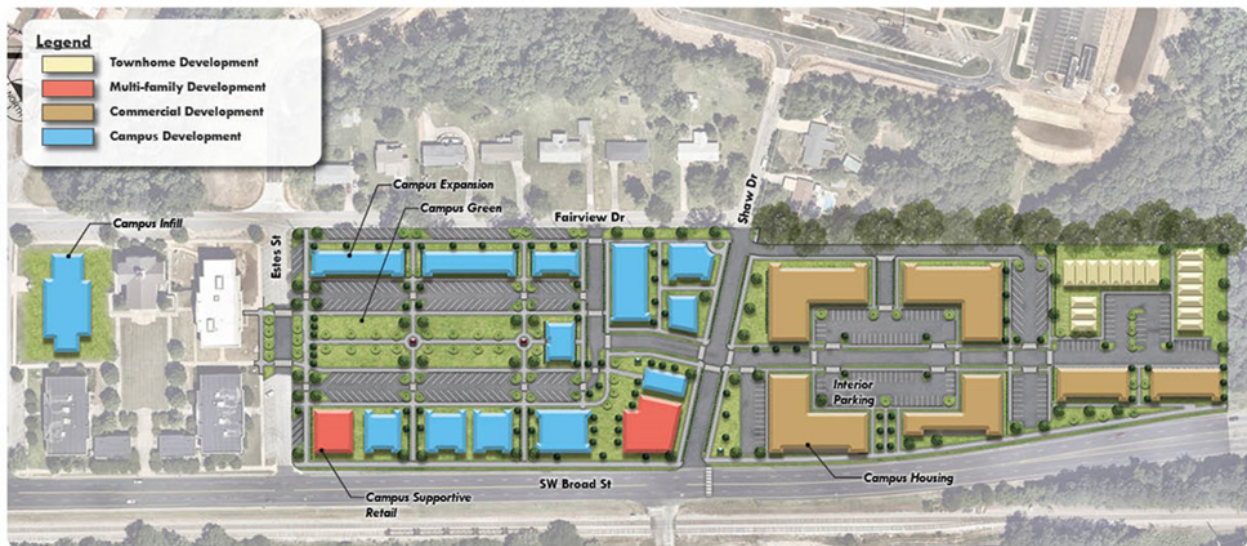 Legend
Townhome Development
Multi-family Development
Commercial Development
Campus Development
Campus Expansion
Campus Green
Campus Infill
Fairview Dr
Shaw Dr
Estes St
Interior
Parking
SW Broad St
Campus Housing
Campus Supportive
Retail